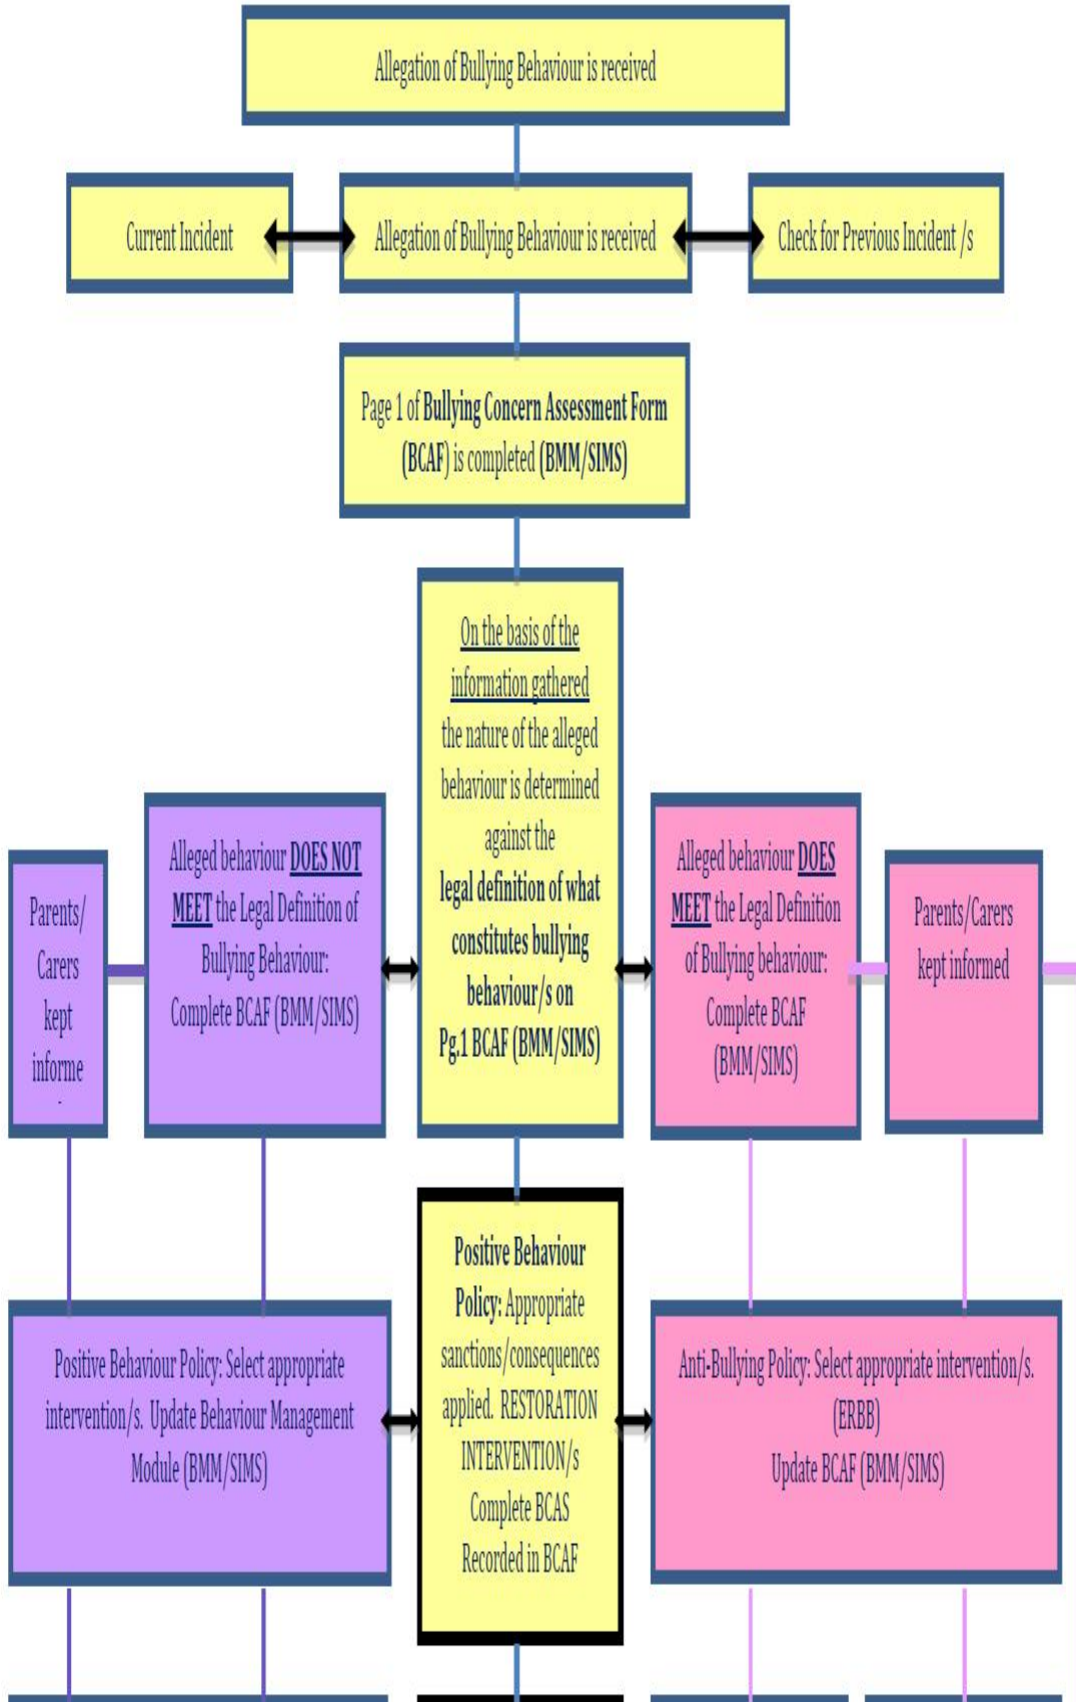 Allegation of Bullying Behaviour is received
Current Incident
Allegation of Bullying Behaviour is received
Check for Previous Incident /s
Page 1 of Bullying Concern Assessment Form
(BCAF) is completed (BMM/SIMS)
On the basis of the
information gathered
the nature of the alleged
behaviour is determined
against the
legal definition of what
constitutes bullying
behaviour/s on
Pg.1 BCAF (BMM/SIMS)
Parents/
Carers
kept
informe
Alleged behaviour DOES NOT
MEET the Legal Definition of
Bullying Behaviour:
Complete BCAF (BMM/SIMS)
Alleged behaviour DOES
MEET the Legal Definition
of Bullying behaviour:
Complete BCAF
(BMM/SIMS)
Parents/Carers
kept informed
Positive Behaviour Policy: Select appropriate
intervention/s. Update Behaviour Management
Module (BMM/SIMS)
Positive Behaviour
Policy: Appropriate
sanctions/consequences
applied. RESTORATION
INTERVENTION/s
Complete BCAS
Recorded in BCAF
Anti-Bullying Policy: Select appropriate intervention/s.
(ERBB)
Update BCAF (BMM/SIMS)